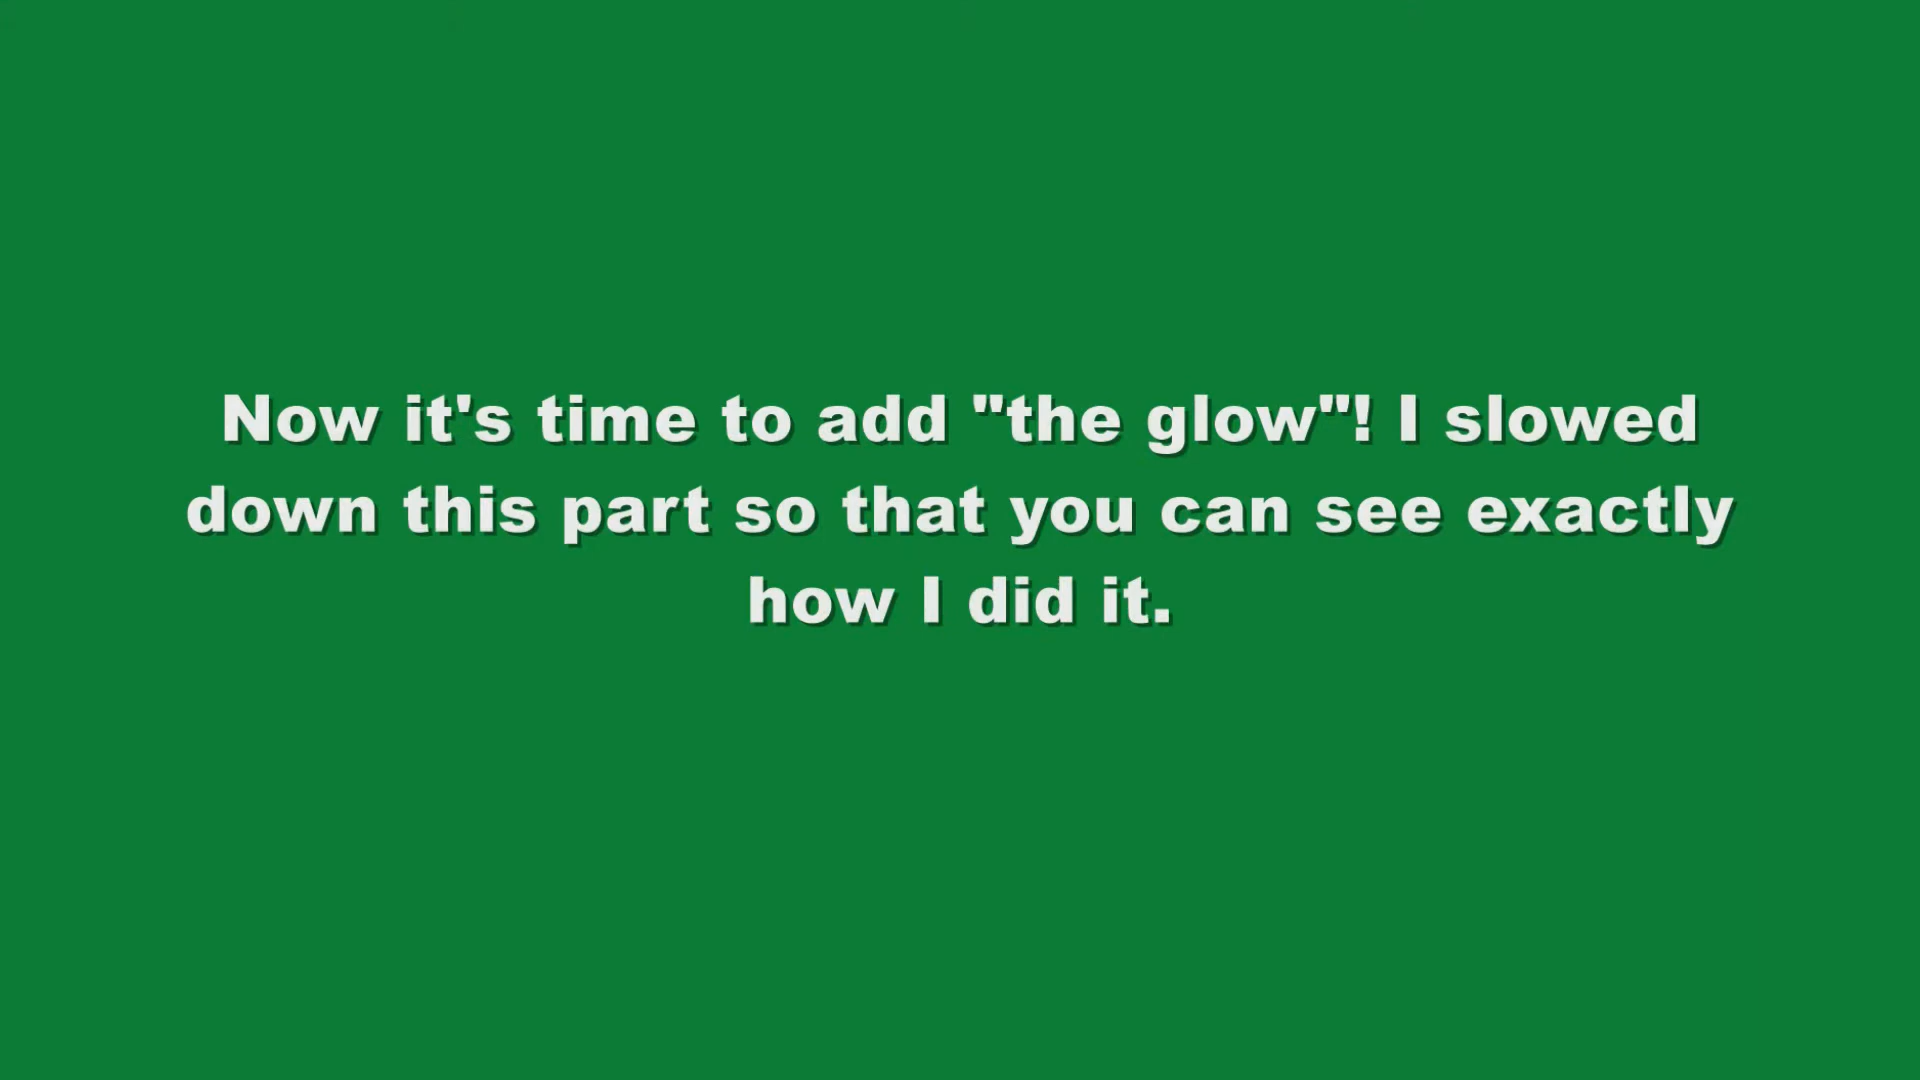 Now it's time to add "the glow"! I slowed
down this part so that you can see exactly
how I did it.